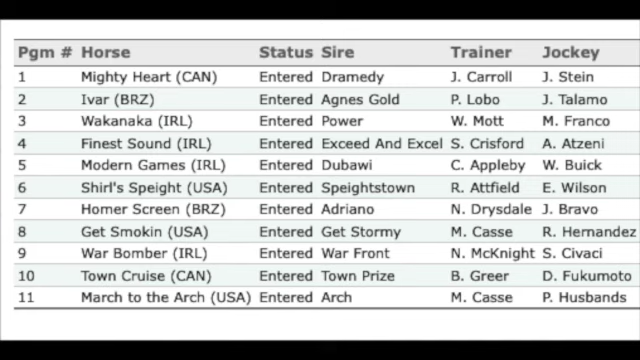 Pgm # Horse Status Sire Trainer Jockey
1 Mighty Heart (CAN) Entered Dramedy J. Carroll J. Stein
2 Ivar (BRZ) Entered Agnes Gold P. Lobo J. Talamo
3 Wakanaka (IRL) Entered Power W. Mott M. Franco
4 Finest Sound (IRL) Entered Exceed And Excel S. Crisford A. Atzeni
5 Modern Games (IRL) Entered Dubawi C. Appleby W. Buick
6 Shirl's Speight (USA) Entered Speightstown R. Attfield E. Wilson
7 Homer Screen (BRZ) Entered Adriano N. Drysdale J. Bravo
8 Get Smokin (USA) Entered Get Stormy M. Casse R. Hernandez
9 War Bomber (IRL) Entered War Front N. McKnight S. Civaci
10 Town Cruise (CAN) Entered Town Prize B. Greer D. Fukumoto
11 March to the Arch (USA) Entered Arch M. Casse P. Husbands